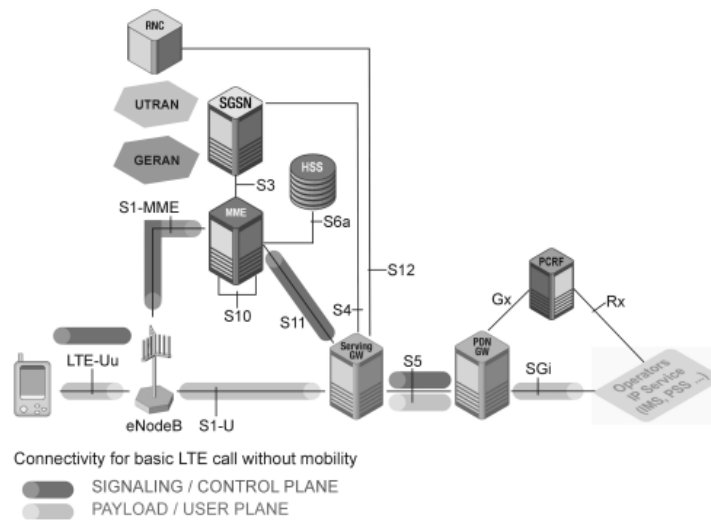 RNC
UTRAN
SGSN
GERAN
HSS
S3
S1-MME
MME
S6a
S12
PCRF
S10
S11
S4
Gx
Rx
LTE-Uu
Serving
GW
S5
PDN
GW
SGi
Operators
IP Service
(IMS, PSS ...)
eNodeB
S1-U
Connectivity for basic LTE call without mobility
SIGNALING / CONTROL PLANE
PAYLOAD / USER PLANE